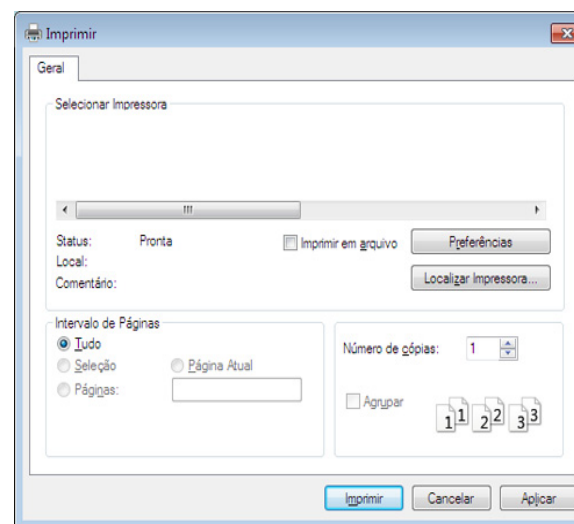 Imprimir
Geral
Selecionar Impressora
Status: Pronta
Imprimir em arquivo
Preferências
Local:
Localizar Impressora...
Comentário:
Intervalo de Páginas
Tudo
Seleção
Página Atual
Páginas:
Número de cópias: 1
Agrupar
1 1 2 2 3 3
Imprimir Cancelar Aplicar